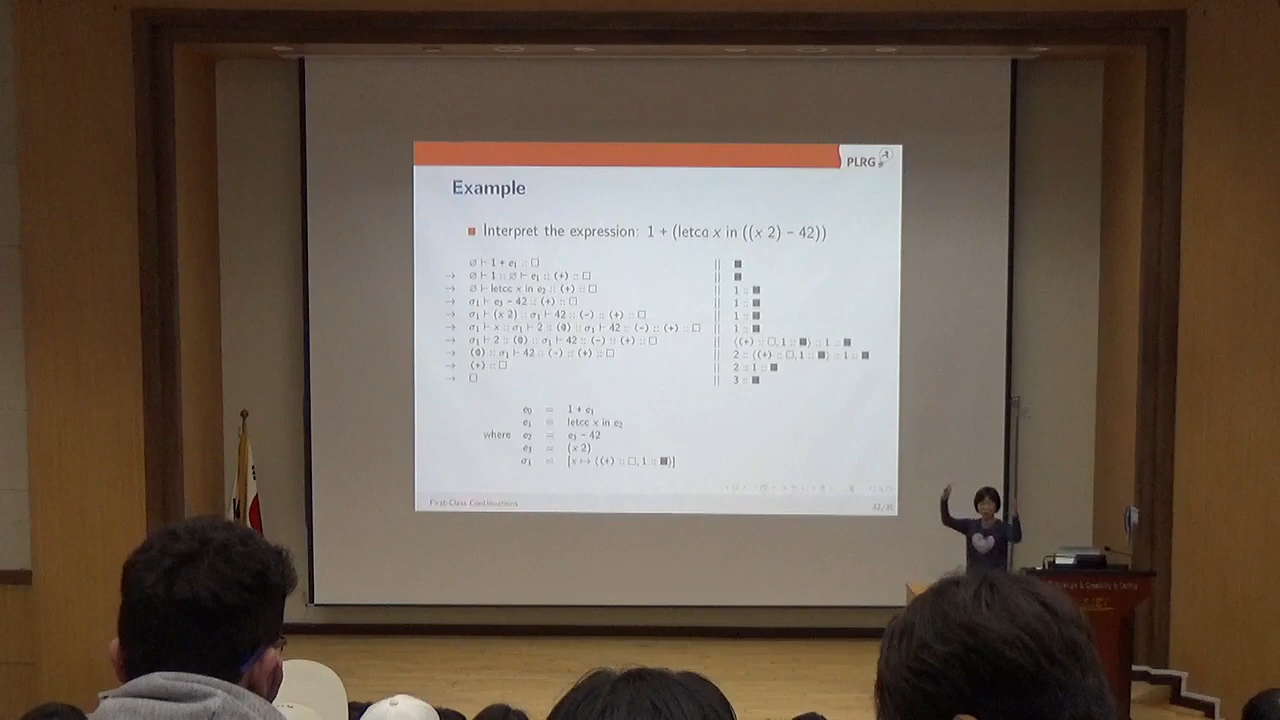 PLRG
Example
Interpret the expression: 1 + (letcc x in ((x 2) − 42))
∅ ⊢ 1 + e₁ :: □ || ■
→ ∅ ⊢ 1 :: ∅ ⊢ e₁ :: (+) :: □ || ■
→ ∅ ⊢ letcc x in e₂ :: (+) :: □ || 1 :: ■
→ σ₁ ⊢ e₃ − 42 :: (+) :: □ || 1 :: ■
→ σ₁ ⊢ (x 2) :: σ₁ ⊢ 42 :: (−) :: (+) :: □ || 1 :: ■
→ σ₁ ⊢ x :: σ₁ ⊢ 2 :: (@) :: σ₁ ⊢ 42 :: (−) :: (+) :: □ || 1 :: ■
→ σ₁ ⊢ 2 :: (@) :: σ₁ ⊢ 42 :: (−) :: (+) :: □ || ⟨(+) :: □, 1 :: ■⟩ :: 1 :: ■
→ (@) :: σ₁ ⊢ 42 :: (−) :: (+) :: □ || 2 :: ⟨(+) :: □, 1 :: ■⟩ :: 1 :: ■
→ (+) :: □ || 2 :: 1 :: ■
→ □ || 3 :: ■
e₀ = 1 + e₁
e₁ = letcc x in e₂
where e₂ = e₃ − 42
e₃ = (x 2)
σ₁ = [x ↦ ⟨(+) :: □, 1 :: ■⟩]
First-Class Continuations
& Creativity & Caring